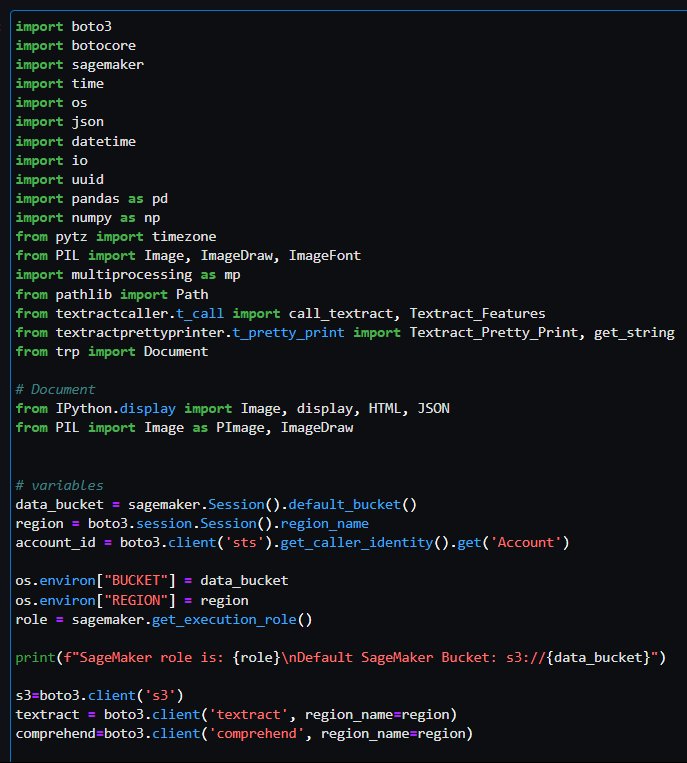 import boto3
import botocore
import sagemaker
import time
import os
import json
import datetime
import io
import uuid
import pandas as pd
import numpy as np
from pytz import timezone
from PIL import Image, ImageDraw, ImageFont
import multiprocessing as mp
from pathlib import Path
from textractcaller.t_call import call_textract, Textract_Features
from textractprettyprinter.t_pretty_print import Textract_Pretty_Print, get_string
from trp import Document

# Document
from IPython.display import Image, display, HTML, JSON
from PIL import Image as PImage, ImageDraw


# variables
data_bucket = sagemaker.Session().default_bucket()
region = boto3.session.Session().region_name
account_id = boto3.client('sts').get_caller_identity().get('Account')

os.environ["BUCKET"] = data_bucket
os.environ["REGION"] = region
role = sagemaker.get_execution_role()

print(f"SageMaker role is: {role}\nDefault SageMaker Bucket: s3://{data_bucket}")

s3=boto3.client('s3')
textract = boto3.client('textract', region_name=region)
comprehend=boto3.client('comprehend', region_name=region)